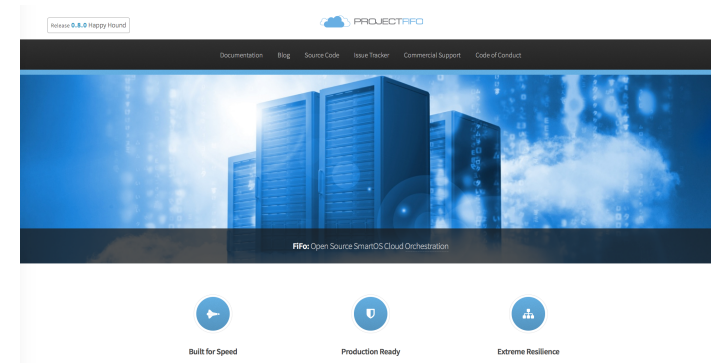 Release 0.8.0 Happy Hound
PROJECTFIFO
Documentation Blog Source Code Issue Tracker Commercial Support Code of Conduct
FiFo: Open Source SmartOS Cloud Orchestration
Built for Speed Production Ready Extreme Resilience